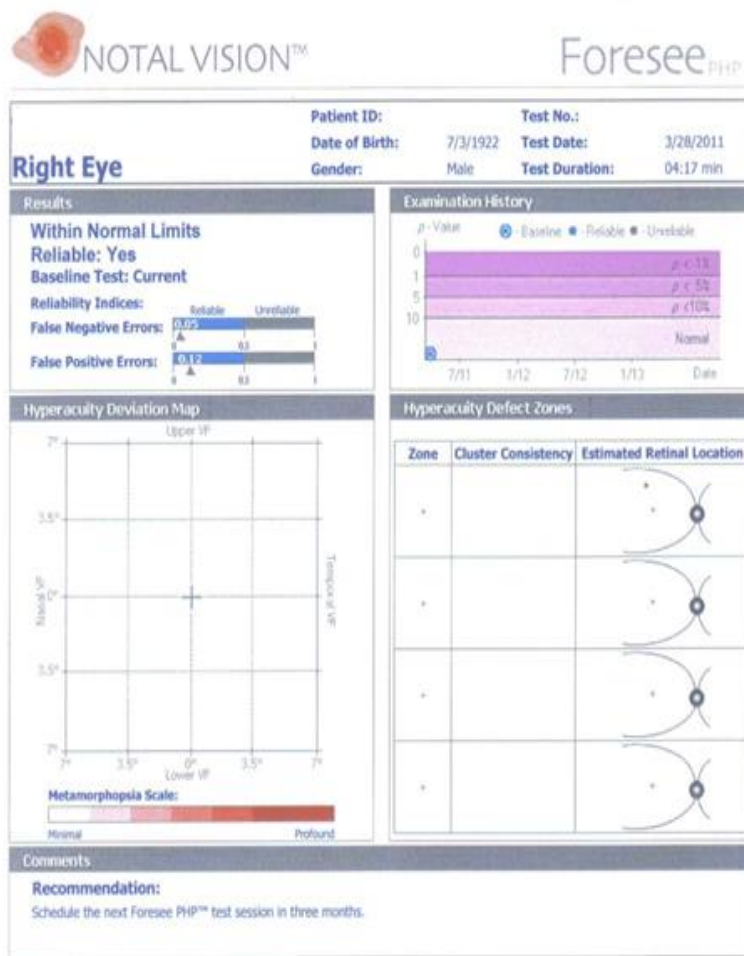 NOTAL VISION™
Foresee PHP
Right Eye
Patient ID:
Date of Birth: 7/3/1922
Gender: Male
Test No.:
Test Date: 3/28/2011
Test Duration: 04:17 min
Results
Within Normal Limits
Reliable: Yes
Baseline Test: Current
Reliability Indices:
Reliable Unreliable
False Negative Errors: 0.05
0 0.3 1
False Positive Errors: 0.12
0 0.3 1
Examination History
p - Value - Baseline - Reliable - Unreliable
0
p < 1%
1
p < 5%
5
p <10%
10
Normal
7/11 1/12 7/12 1/13 Date
Hyperacuity Deviation Map
Upper VF
7°
3.5°
Nasal VF 0° Temporal VF
3.5°
7°
7° 3.5° 0° 3.5° 7°
Lower VF
Metamorphopsia Scale:
Minimal Profound
Hyperacuity Defect Zones
Zone Cluster Consistency Estimated Retinal Location
Comments
Recommendation:
Schedule the next Foresee PHP™ test session in three months.